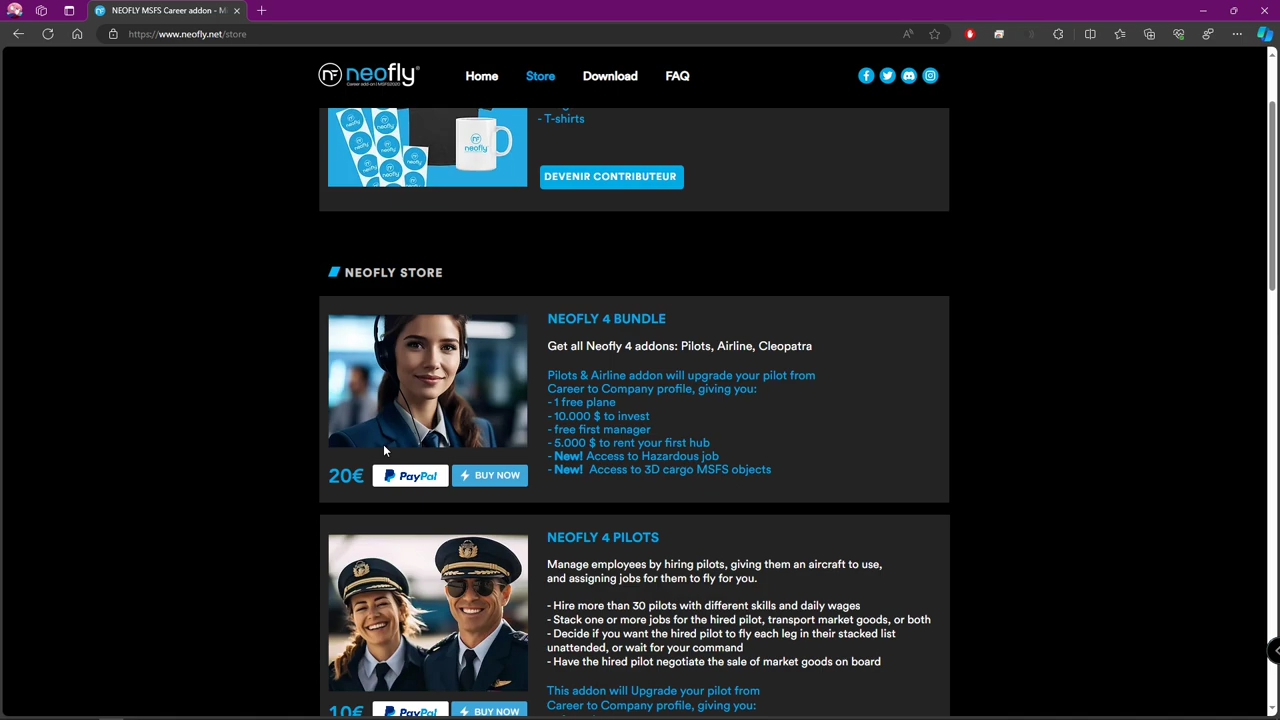 NEOFLY MSFS Career addon - Mi
https://www.neofly.net/store
neofly
Career add-on | MSFS2020
Home
Store
Download
FAQ
neofly
- T-shirts
DEVENIR CONTRIBUTEUR
NEOFLY STORE
NEOFLY 4 BUNDLE
Get all Neofly 4 addons: Pilots, Airline, Cleopatra
Pilots & Airline addon will upgrade your pilot from
Career to Company profile, giving you:
- 1 free plane
- 10.000 $ to invest
- free first manager
- 5.000 $ to rent your first hub
- New! Access to Hazardous job
- New! Access to 3D cargo MSFS objects
20€
PayPal
BUY NOW
NEOFLY 4 PILOTS
Manage employees by hiring pilots, giving them an aircraft to use,
and assigning jobs for them to fly for you.
- Hire more than 30 pilots with different skills and daily wages
- Stack one or more jobs for the hired pilot, transport market goods, or both
- Decide if you want the hired pilot to fly each leg in their stacked list
unattended, or wait for your command
- Have the hired pilot negotiate the sale of market goods on board
This addon will Upgrade your pilot from
Career to Company profile, giving you:
10€
PayPal
BUY NOW